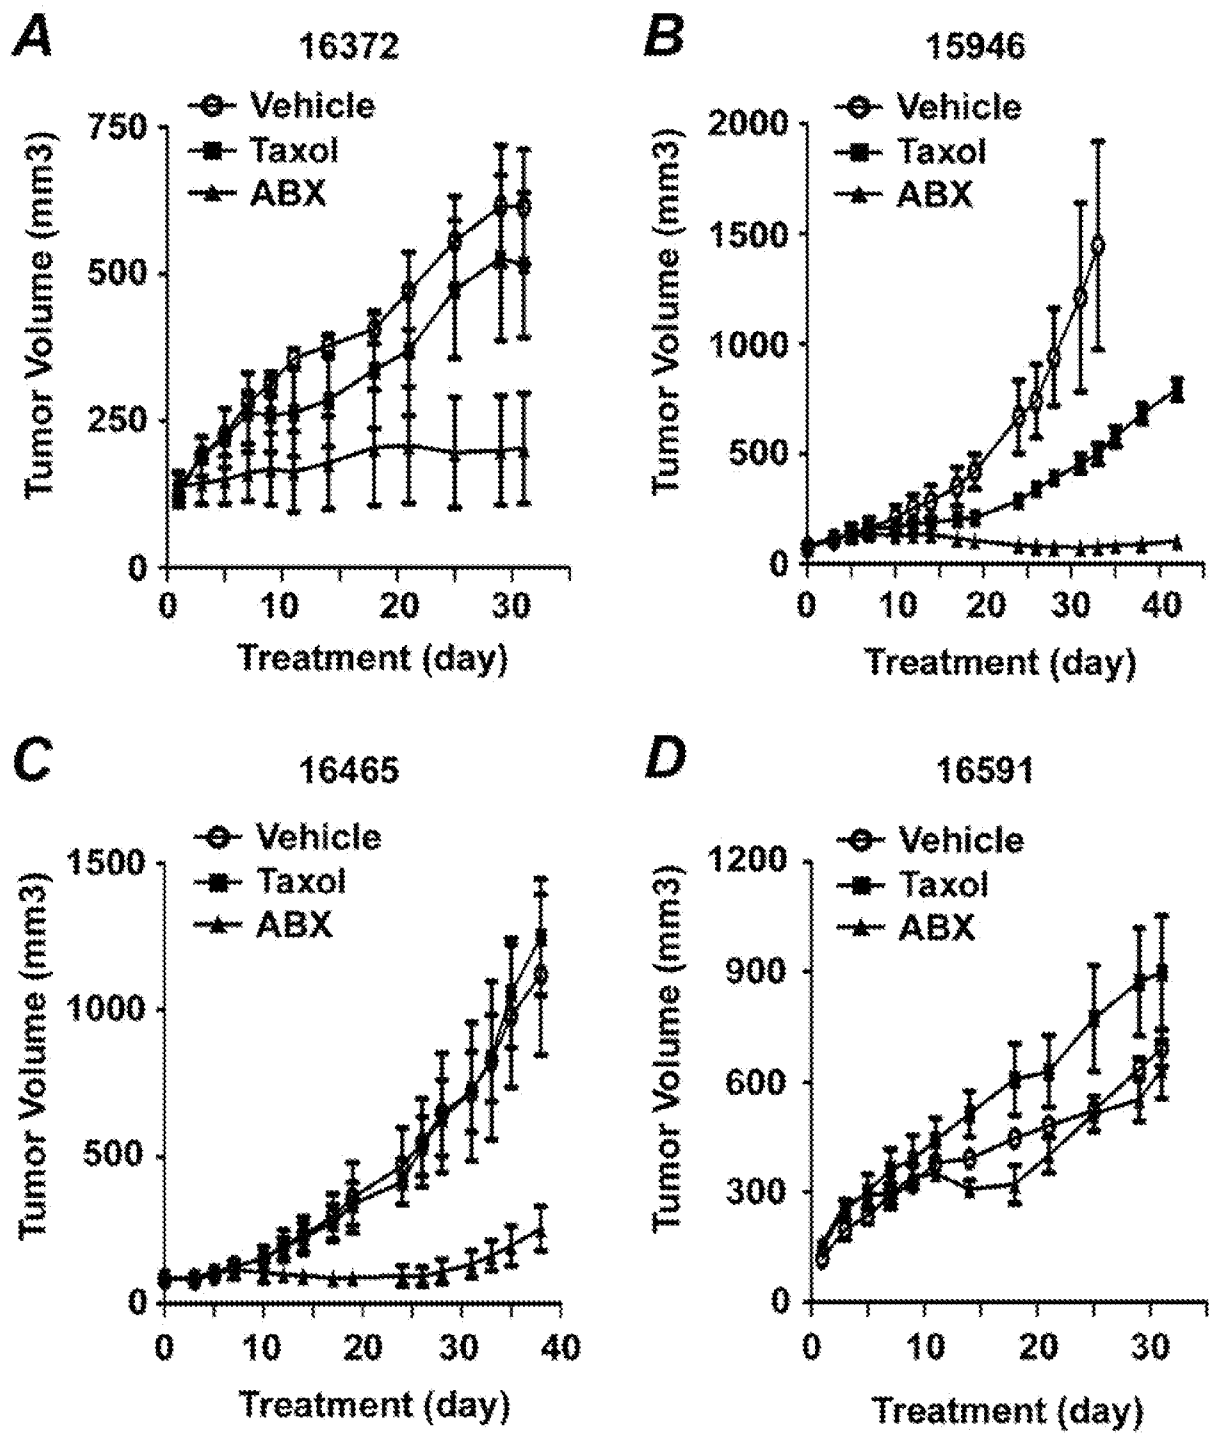 A
16372
Vehicle
Taxol
ABX
750
500
250
0
0 10 20 30
Tumor Volume (mm3)
Treatment (day)
B
15946
Vehicle
Taxol
ABX
2000
1500
1000
500
0
0 10 20 30 40
Tumor Volume (mm3)
Treatment (day)
C
16465
Vehicle
Taxol
ABX
1500
1000
500
0
0 10 20 30 40
Tumor Volume (mm3)
Treatment (day)
D
16591
Vehicle
Taxol
ABX
1200
900
600
300
0
0 10 20 30
Tumor Volume (mm3)
Treatment (day)